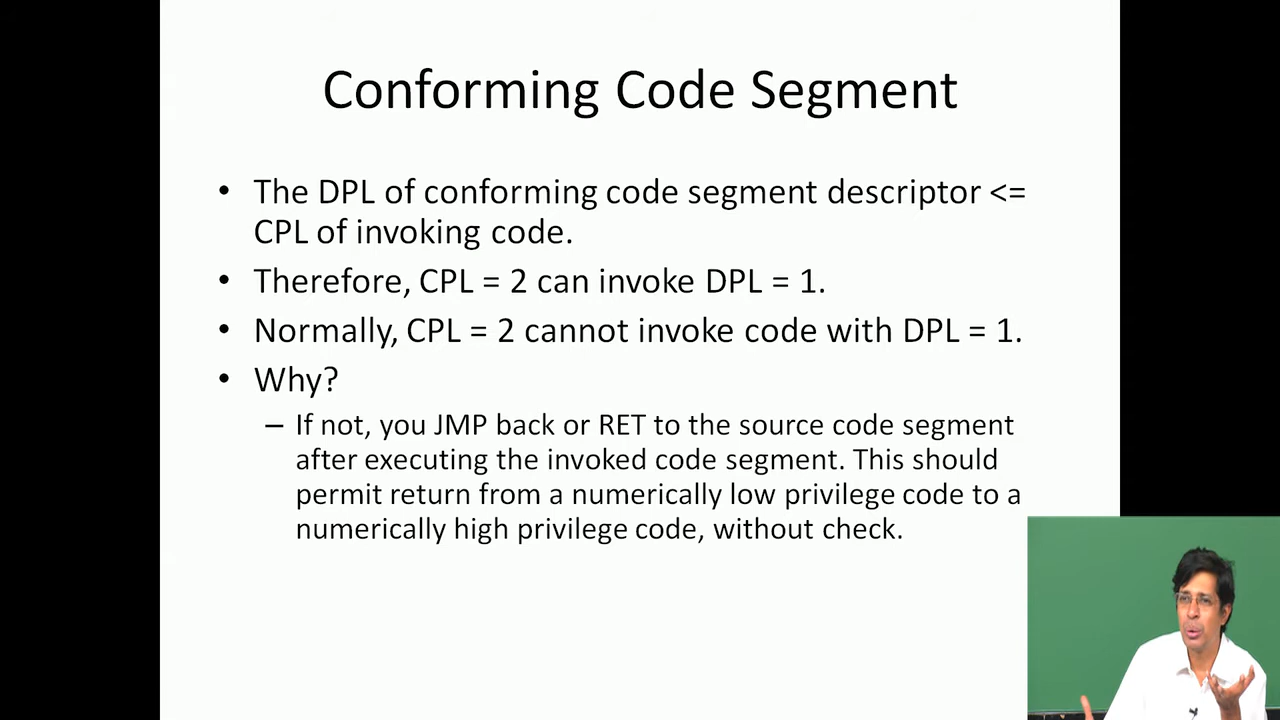 Conforming Code Segment
• The DPL of conforming code segment descriptor <=
CPL of invoking code.
• Therefore, CPL = 2 can invoke DPL = 1.
• Normally, CPL = 2 cannot invoke code with DPL = 1.
• Why?
– If not, you JMP back or RET to the source code segment
after executing the invoked code segment. This should
permit return from a numerically low privilege code to a
numerically high privilege code, without check.